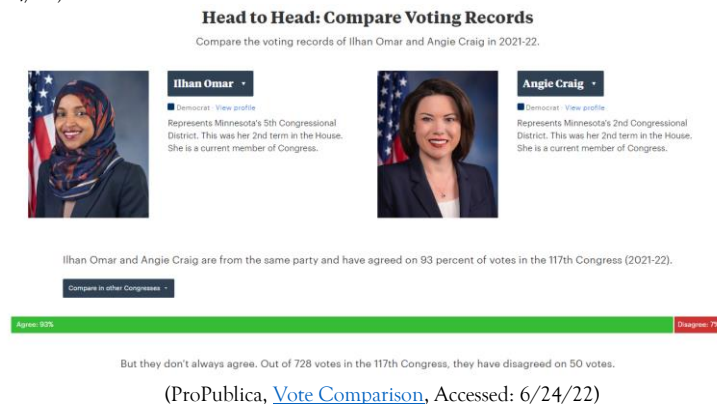 Head to Head: Compare Voting Records
Compare the voting records of Ilhan Omar and Angie Craig in 2021-22.
Ilhan Omar
Democrat · View profile
Represents Minnesota's 5th Congressional
District. This was her 2nd term in the House.
She is a current member of Congress.
Angie Craig
Democrat · View profile
Represents Minnesota's 2nd Congressional
District. This was her 2nd term in the House.
She is a current member of Congress.
Ilhan Omar and Angie Craig are from the same party and have agreed on 93 percent of votes in the 117th Congress (2021-22).
Compare in other Congresses
Agree: 93%
Disagree: 7%
But they don't always agree. Out of 728 votes in the 117th Congress, they have disagreed on 50 votes.
(ProPublica, Vote Comparison, Accessed: 6/24/22)